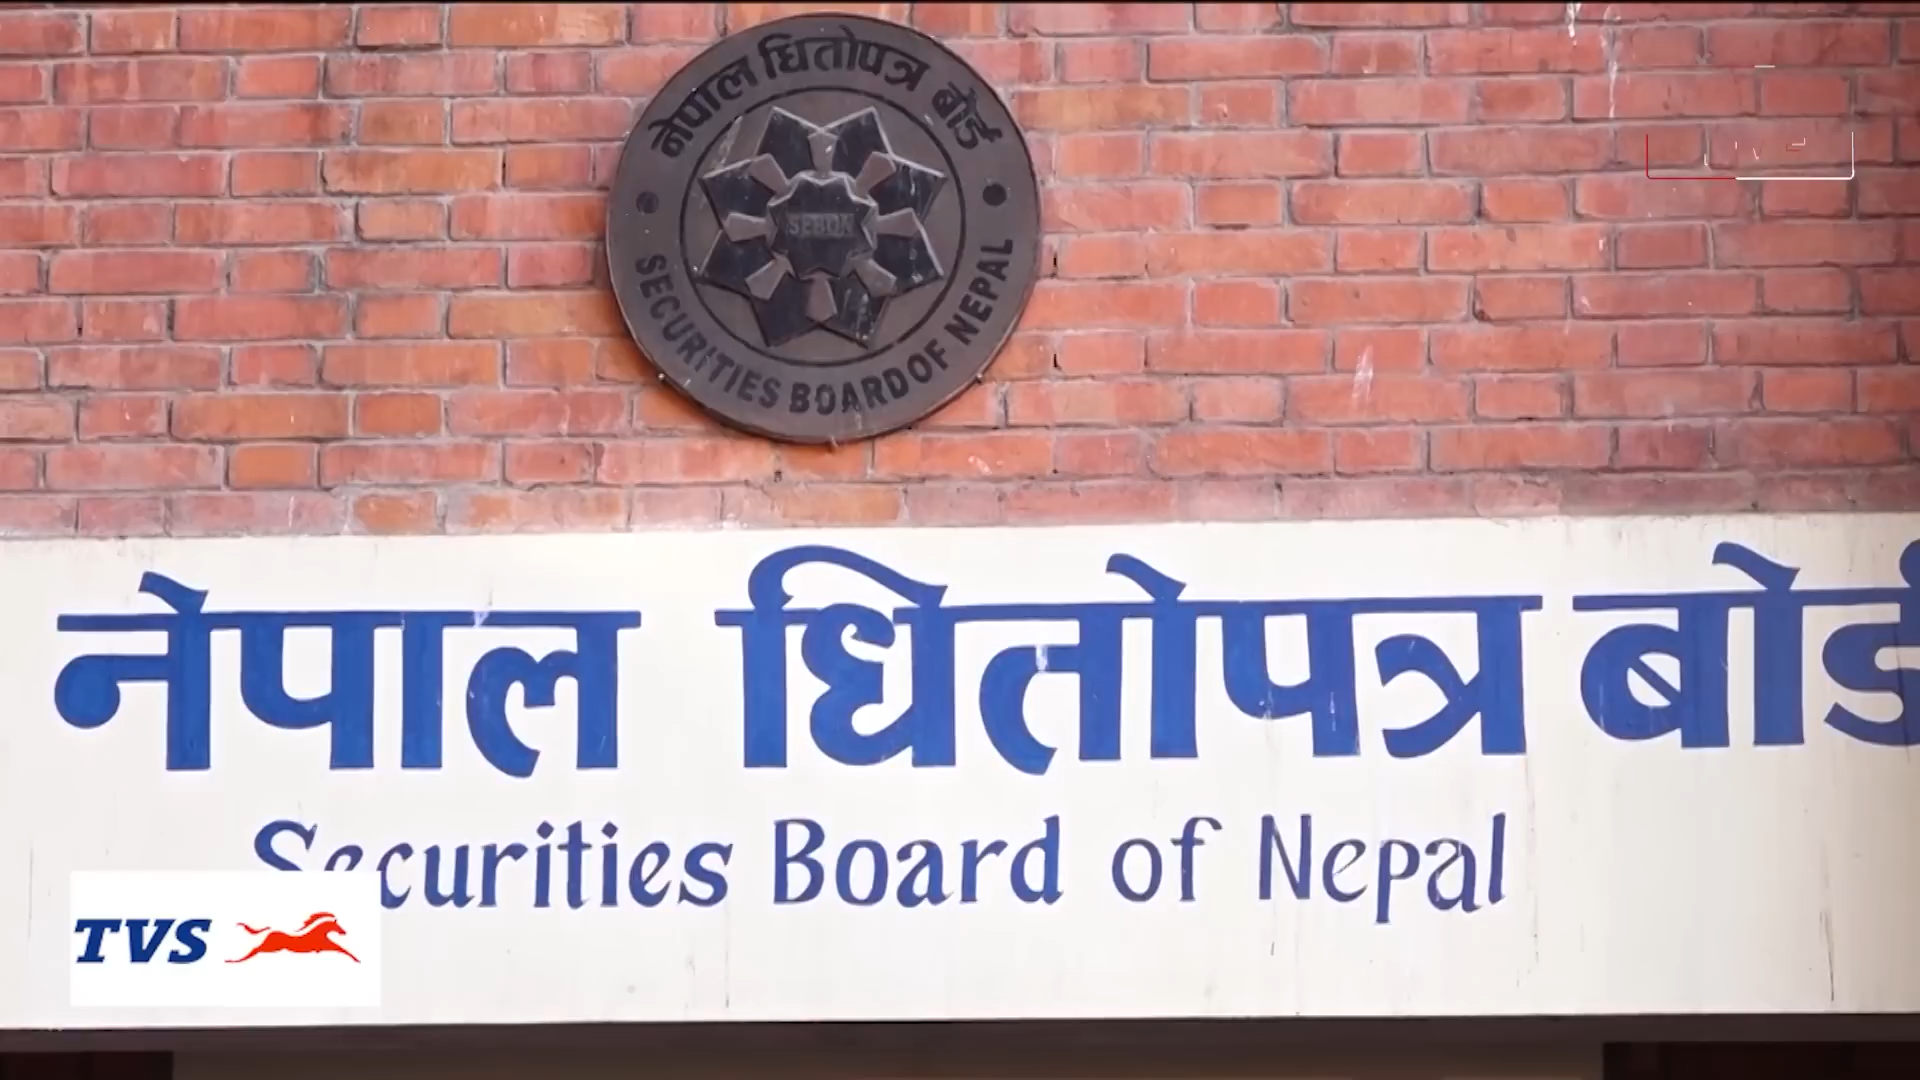 नेपाल धितोपत्र बोर्ड
SEBON
SECURITIES BOARD OF NEPAL
नेपाल धितोपत्र बोर्ड
Securities Board of Nepal
TVS